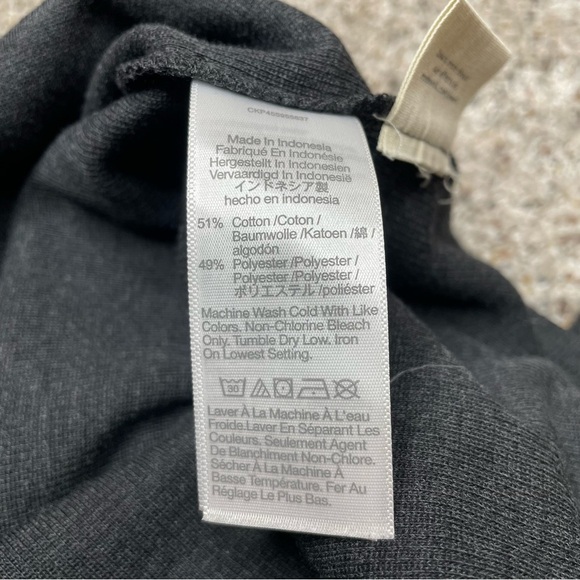 Made In Indonesia
Fabriqué En Indonésie
Hergestellt In Indonesien
Vervaardigd In Indonesia
インドネシア製
hecho en indonesia
51% Cotton /Coton /
Baumwolle /Katoen /綿 /
algodón
49% Polyester /Polyester /
Polyester /Polyester /
ポリエステル /poliéster
Machine Wash Cold With Like
Colors. Non-Chlorine Bleach
Only. Tumble Dry Low. Iron
On Lowest Setting.
30
Laver À La Machine À L'eau
Froide.Laver En Séparant Les
Couleurs. Seulement Agent
De Blanchiment Non-Chlore.
Sécher À La Machine À
Basse Température. Fer Au
Réglage Le Plus Bas.